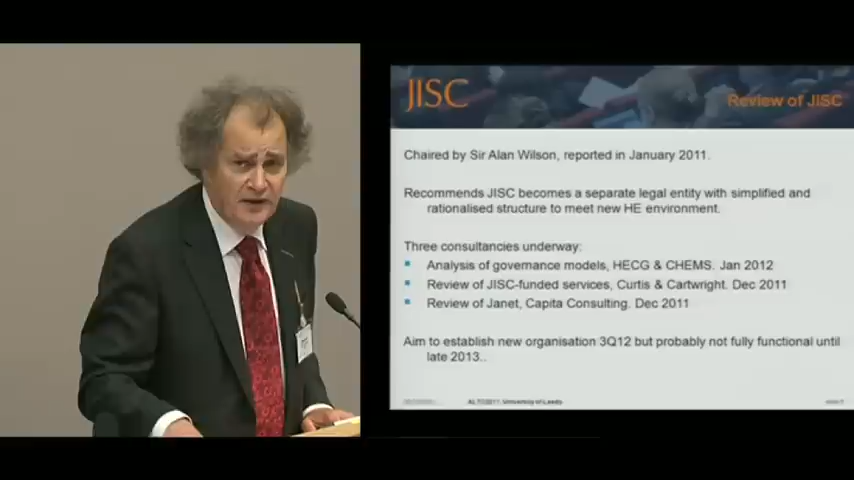 JISC
Review of JISC
Chaired by Sir Alan Wilson, reported in January 2011.
Recommends JISC becomes a separate legal entity with simplified and
rationalised structure to meet new HE environment.
Three consultancies underway:
Analysis of governance models, HECG & CHEMS. Jan 2012
Review of JISC-funded services, Curtis & Cartwright. Dec 2011
Review of Janet, Capita Consulting. Dec 2011
Aim to establish new organisation 3Q12 but probably not fully functional until
late 2013..
University of Leeds